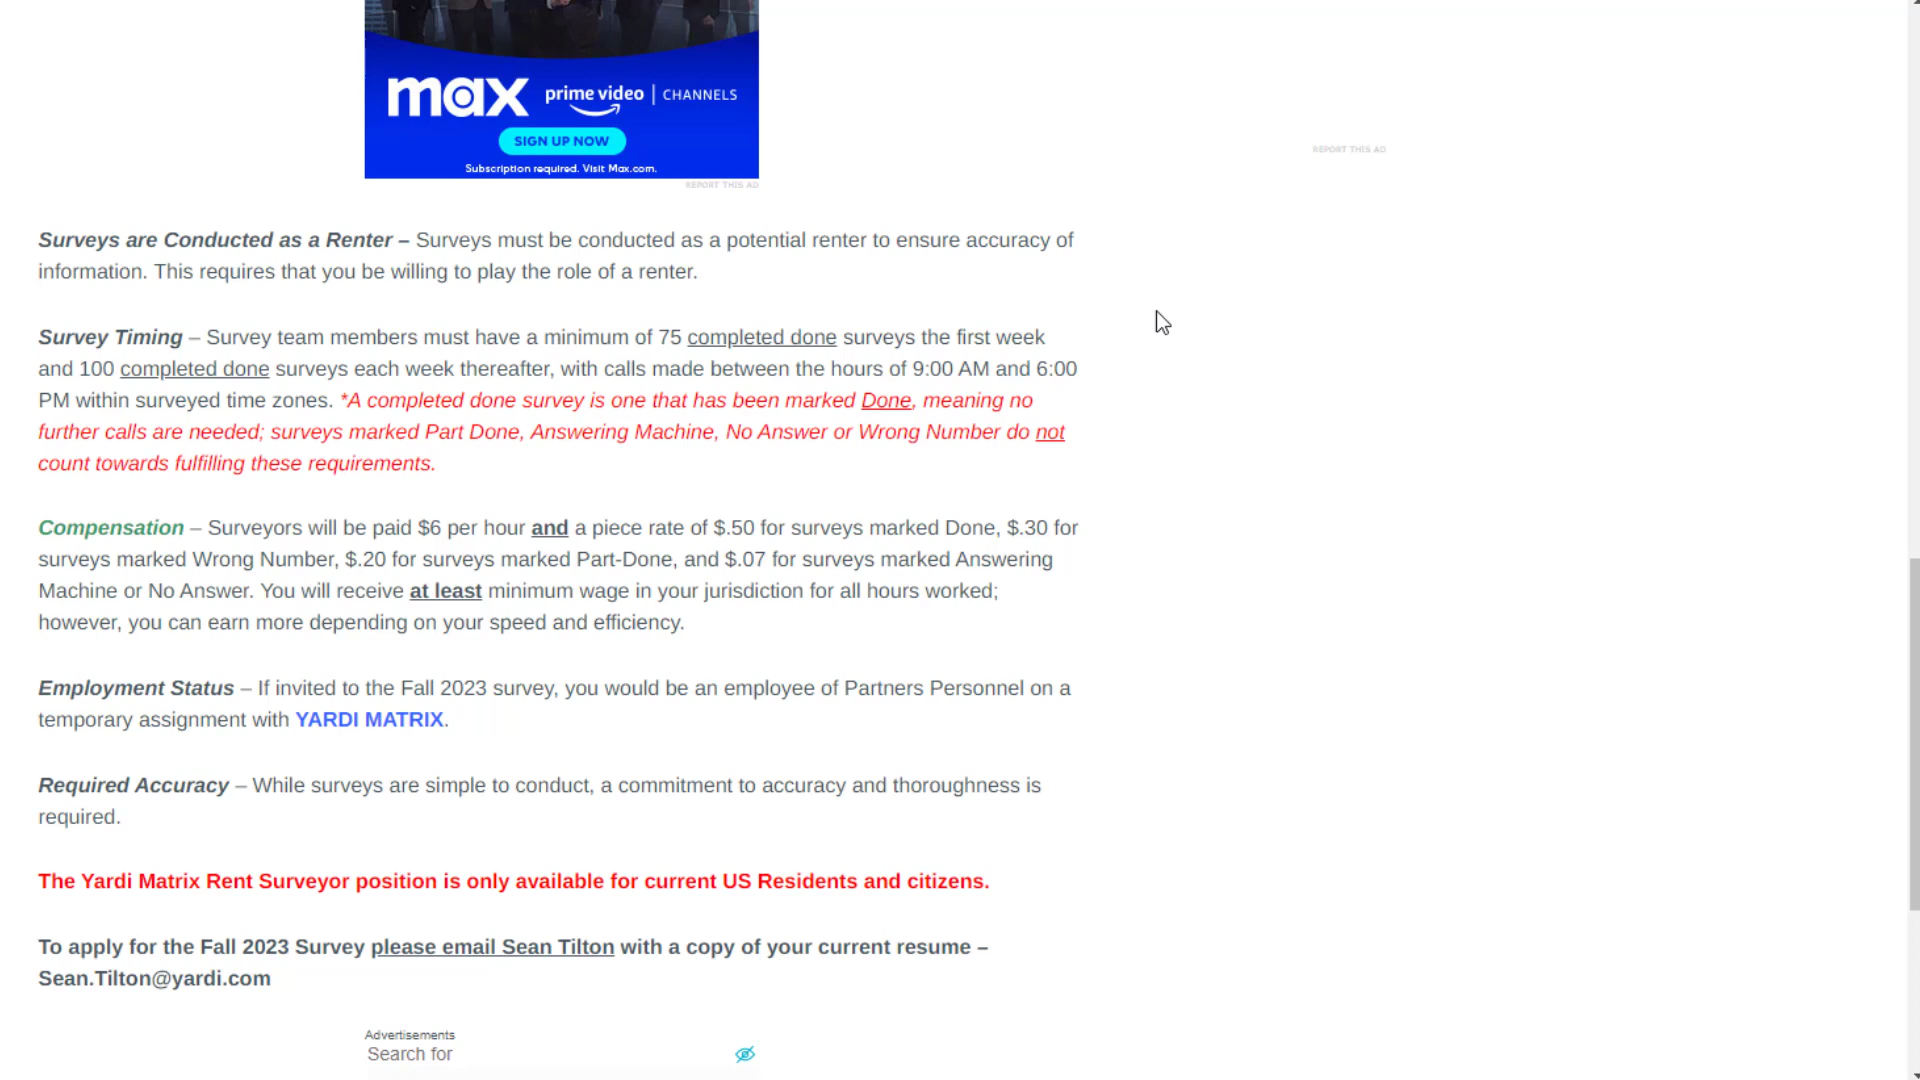 max prime video | CHANNELS
SIGN UP NOW
Subscription required. Visit Max.com.
REPORT THIS AD
REPORT THIS AD
Surveys are Conducted as a Renter – Surveys must be conducted as a potential renter to ensure accuracy of
information. This requires that you be willing to play the role of a renter.
Survey Timing – Survey team members must have a minimum of 75 completed done surveys the first week
and 100 completed done surveys each week thereafter, with calls made between the hours of 9:00 AM and 6:00
PM within surveyed time zones. *A completed done survey is one that has been marked Done, meaning no
further calls are needed; surveys marked Part Done, Answering Machine, No Answer or Wrong Number do not
count towards fulfilling these requirements.
Compensation – Surveyors will be paid $6 per hour and a piece rate of $.50 for surveys marked Done, $.30 for
surveys marked Wrong Number, $.20 for surveys marked Part-Done, and $.07 for surveys marked Answering
Machine or No Answer. You will receive at least minimum wage in your jurisdiction for all hours worked;
however, you can earn more depending on your speed and efficiency.
Employment Status – If invited to the Fall 2023 survey, you would be an employee of Partners Personnel on a
temporary assignment with YARDI MATRIX.
Required Accuracy – While surveys are simple to conduct, a commitment to accuracy and thoroughness is
required.
The Yardi Matrix Rent Surveyor position is only available for current US Residents and citizens.
To apply for the Fall 2023 Survey please email Sean Tilton with a copy of your current resume –
Sean.Tilton@yardi.com
Advertisements
Search for